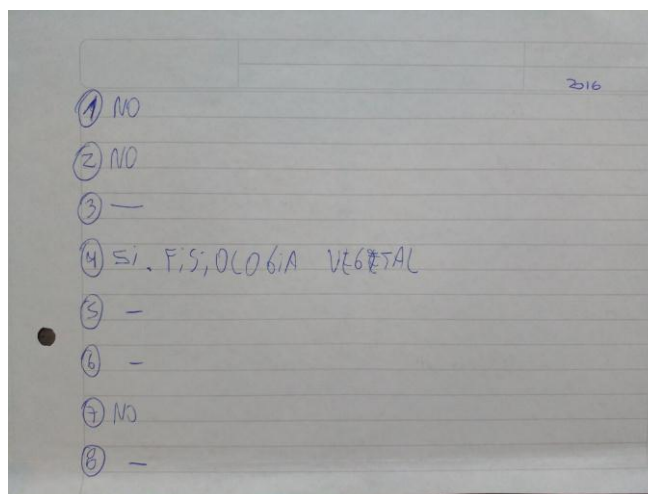 2016
① NO
② NO
③ —
④ Si. FiSiOLOGiA VEGETAL
⑤ -
⑥ -
⑦ NO
⑧ -